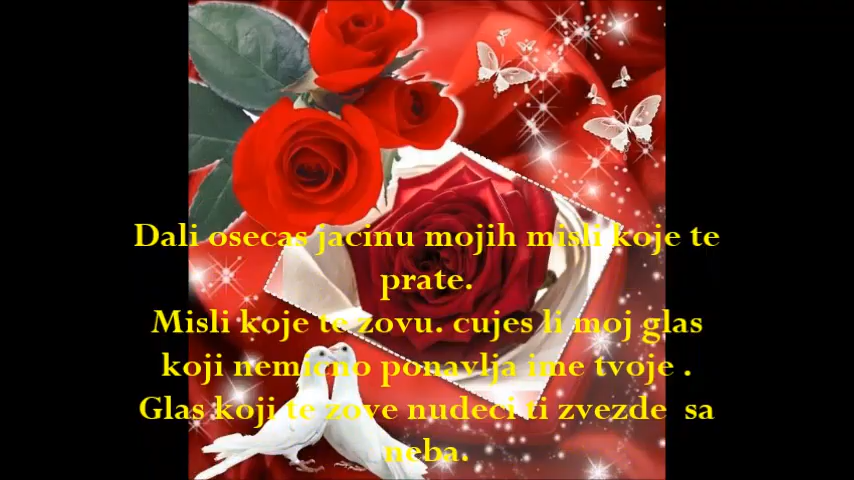 Dali osecas jacinu mojih misli koje te
prate.
Misli koje te zovu. cujes li moj glas
koji nemicno ponavlja ime tvoje .
Glas koji te zove nudeci ti zvezde sa
neba.